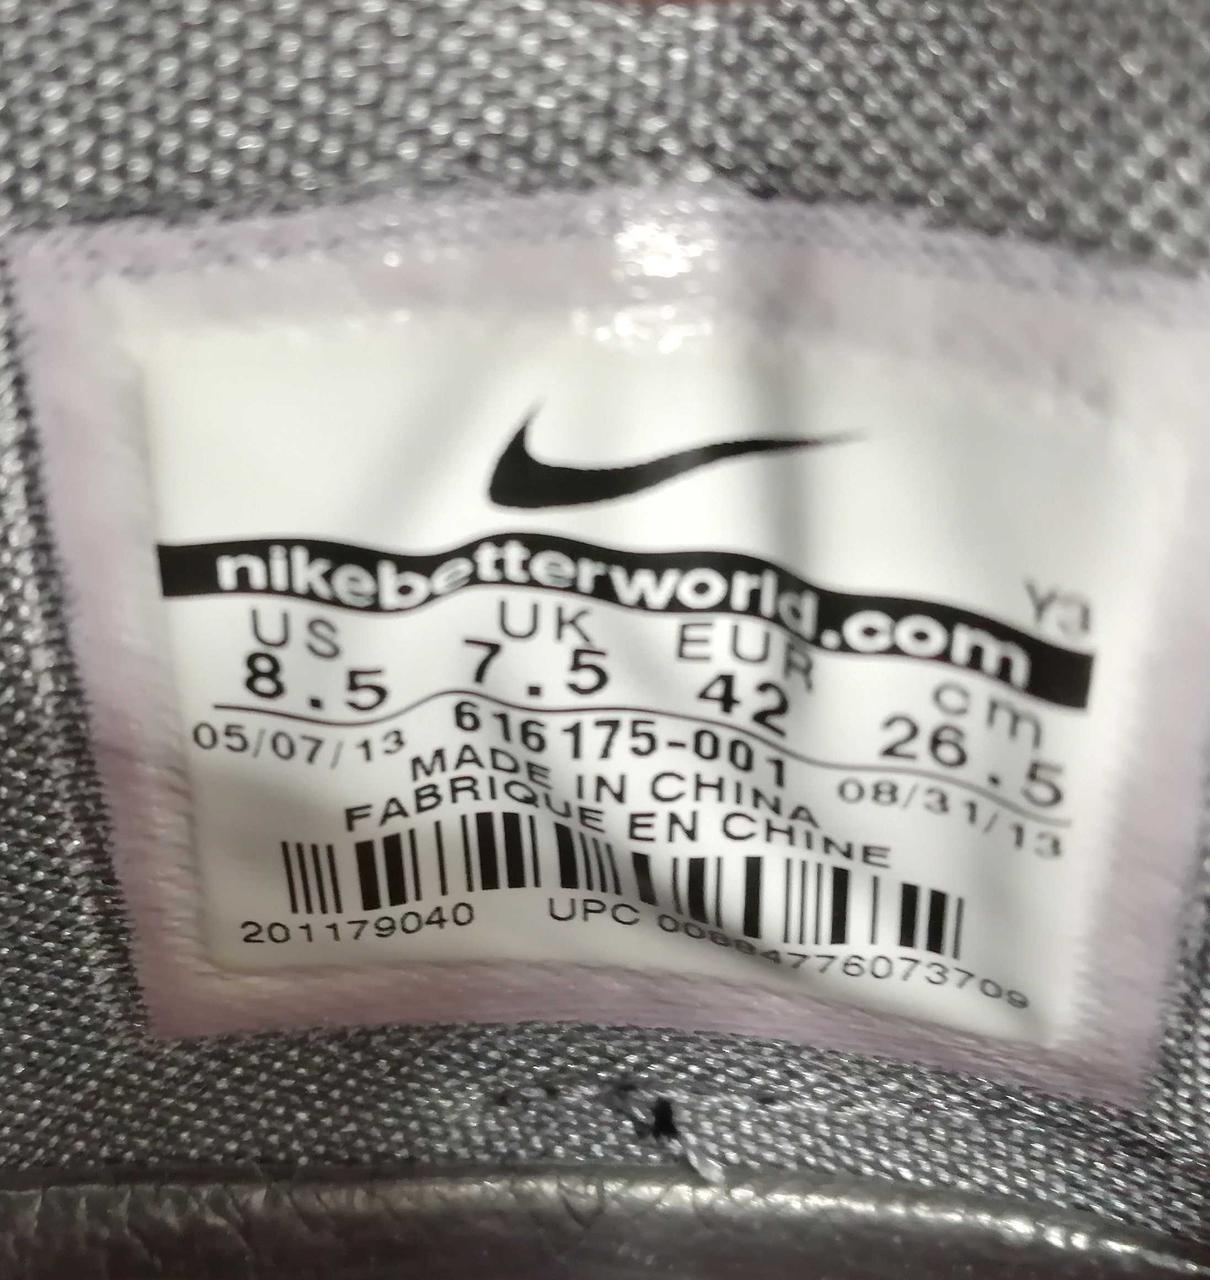 nikebetterworld.com
Ya
US UK EUR cm
8.5 7.5 42 26.5
05/07/13 616175-001 08/31/13
MADE IN CHINA
FABRIQUE EN CHINE
201179040 UPC 00884776073709